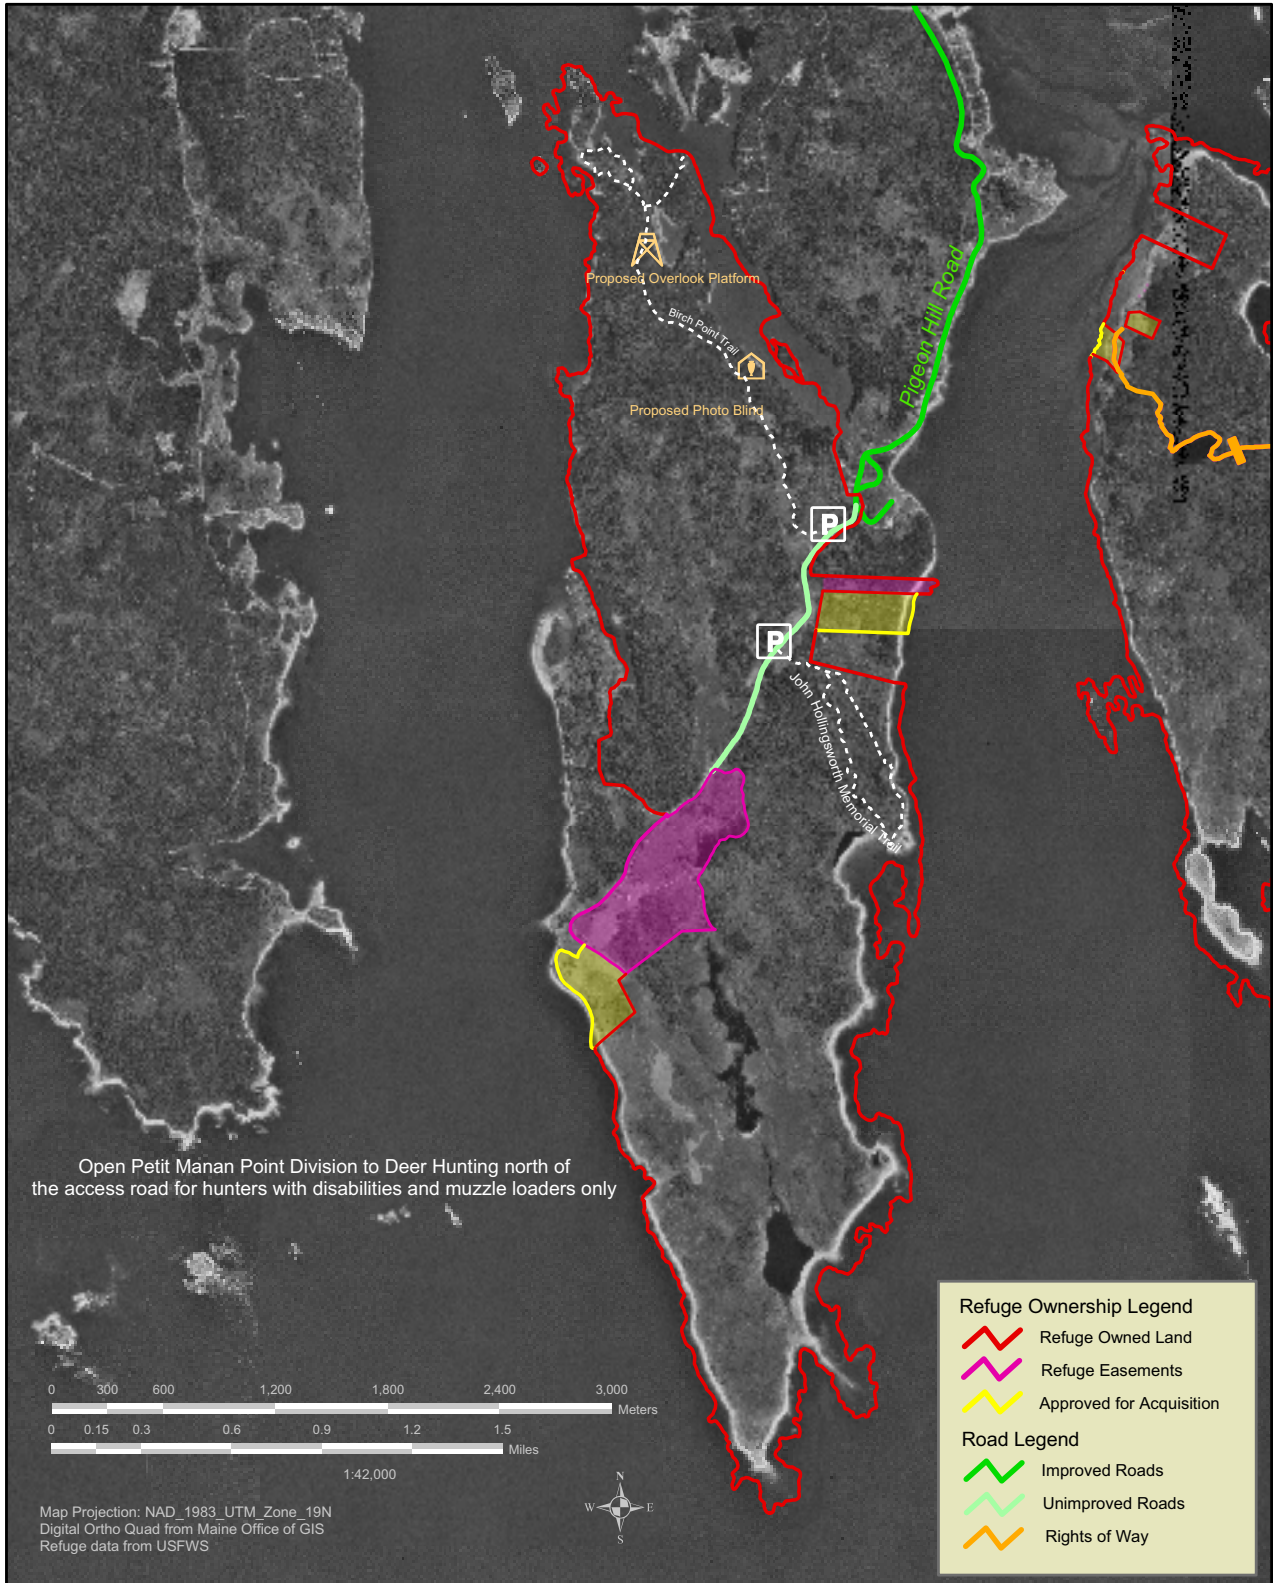 Proposed Overlook Platform
Birch Point Trail
Pigeon Hill Road
Proposed Photo Blind
P
P
John Hollingsworth Memorial Trail
Open Petit Manan Point Division to Deer Hunting north of
the access road for hunters with disabilities and muzzle loaders only
0 300 600 1,200 1,800 2,400 3,000
Meters
0 0.15 0.3 0.6 0.9 1.2 1.5
Miles
1:42,000
Map Projection: NAD_1983_UTM_Zone_19N
Digital Ortho Quad from Maine Office of GIS
Refuge data from USFWS
N
W E
S
Refuge Ownership Legend
Refuge Owned Land
Refuge Easements
Approved for Acquisition
Road Legend
Improved Roads
Unimproved Roads
Rights of Way